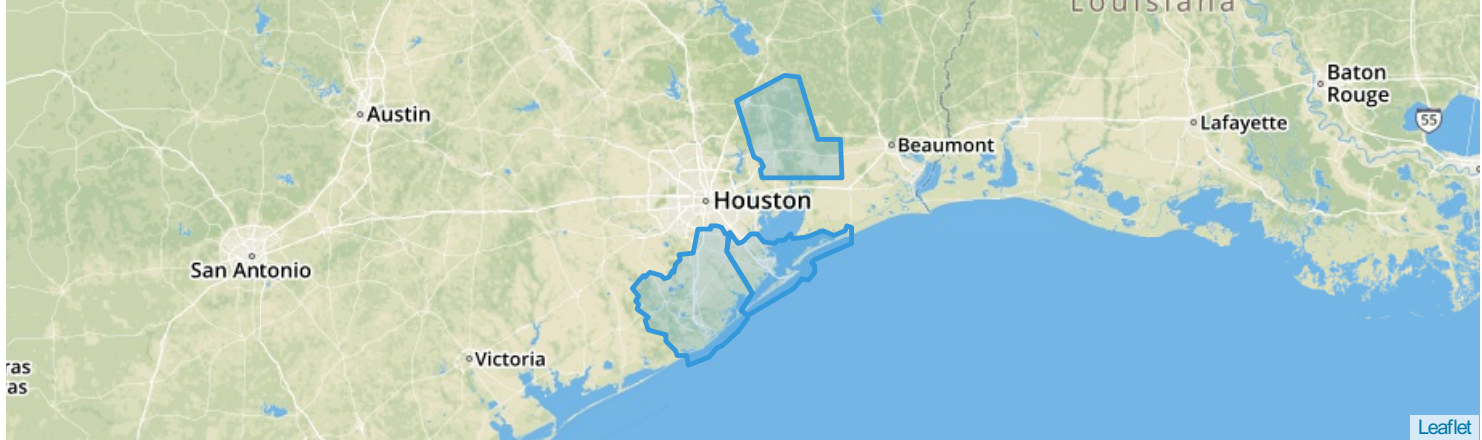 Louisiana
Baton
Rouge
Austin
55
Lafayette
Beaumont
Houston
San Antonio
Victoria
ras
as
Leaflet